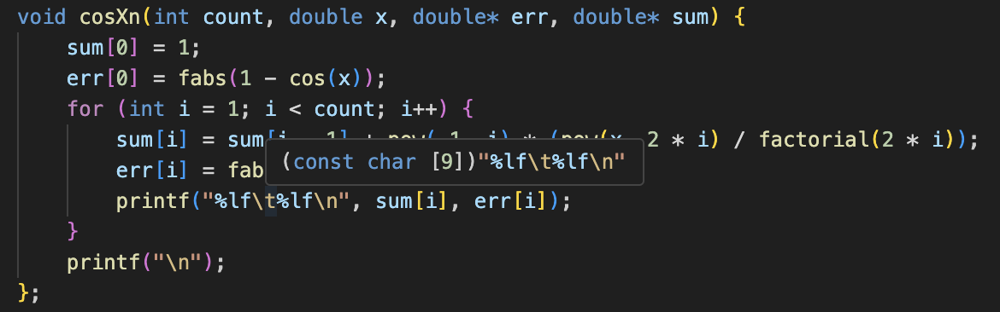 void cosXn(int count, double x, double* err, double* sum) {
sum[0] = 1;
err[0] = fabs(1 - cos(x));
for (int i = 1; i < count; i++) {
sum[i] = sum[i - 1] + pow(-1, i) * (pow(x, 2 * i) / factorial(2 * i));
err[i] = fab
(const char [9])"%lf\t%lf\n"
printf("%lf\t%lf\n", sum[i], err[i]);
}
printf("\n");
};